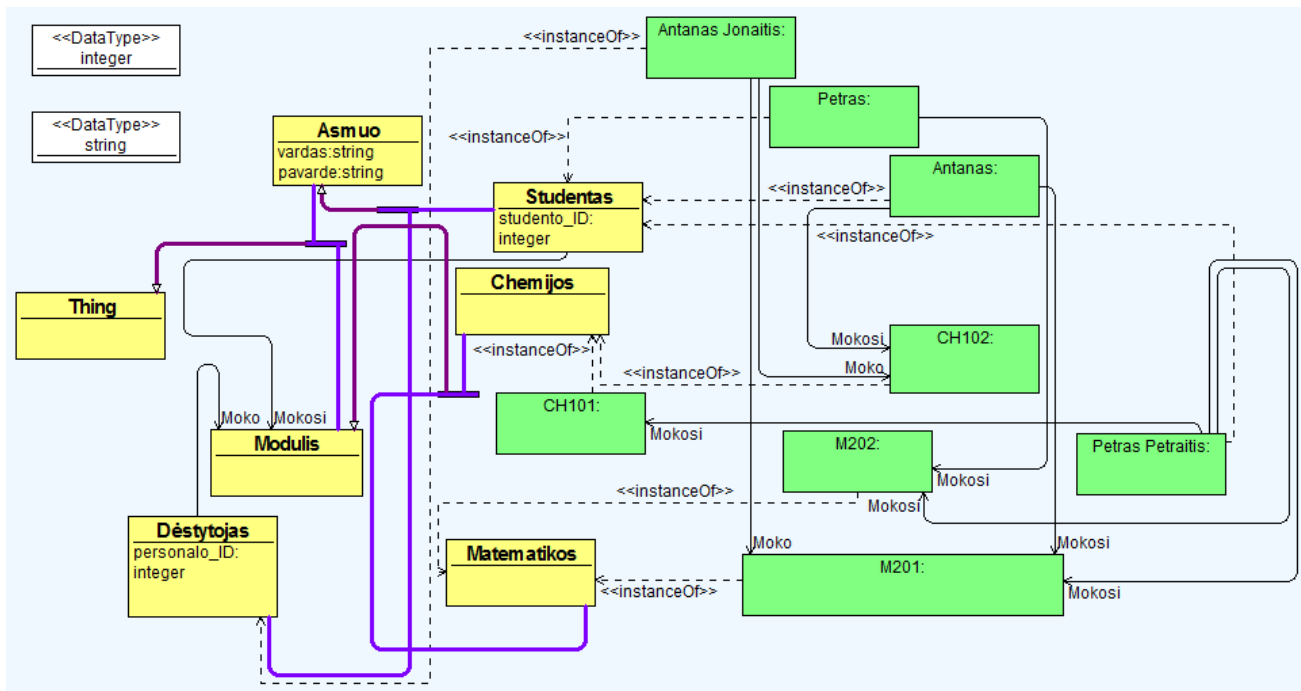 <<DataType>>
integer
<<DataType>>
string
Asmuo
vardas:string
pavarde:string
<<instanceOf>>
Antanas Jonaitis:
Petras:
<<instanceOf>>
Antanas:
<<instanceOf>>
Studentas
studento_ID:
integer
<<instanceOf>>
Chemijos
Thing
<<instanceOf>>
Mokosi
CH102:
Moko
<<instanceOf>>
CH101:
Mokosi
Moko
Mokosi
Modulis
M202:
Petras Petraitis:
Mokosi
<<instanceOf>>
Mokosi
Dėstytojas
personalo_ID:
integer
Matematikos
Moko
Mokosi
M201:
<<instanceOf>>
Mokosi